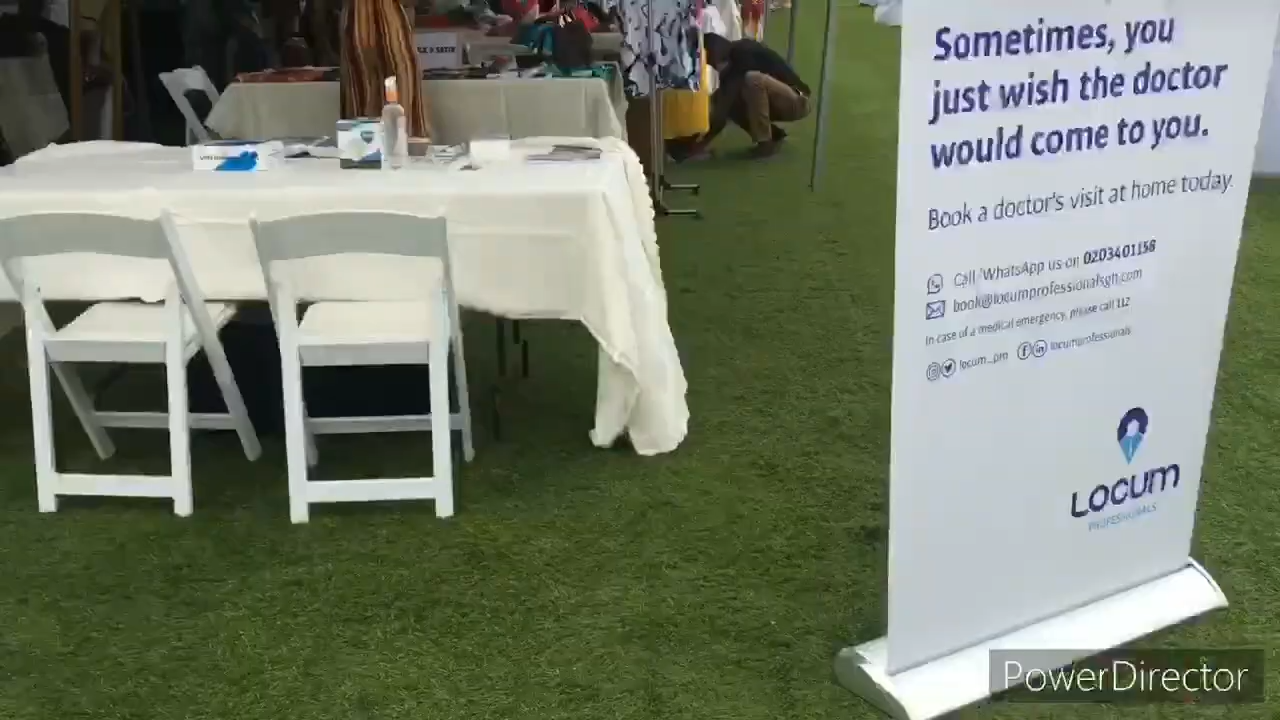 Sometimes, you
just wish the doctor
would come to you.
Book a doctor's visit at home today.
Call/WhatsApp us on 0203401158
book@locumprofessionalsgh.com
In case of a medical emergency, please call 112
locum_pro locumprofessionals
LOCUM
PROFESSIONALS
PowerDirector